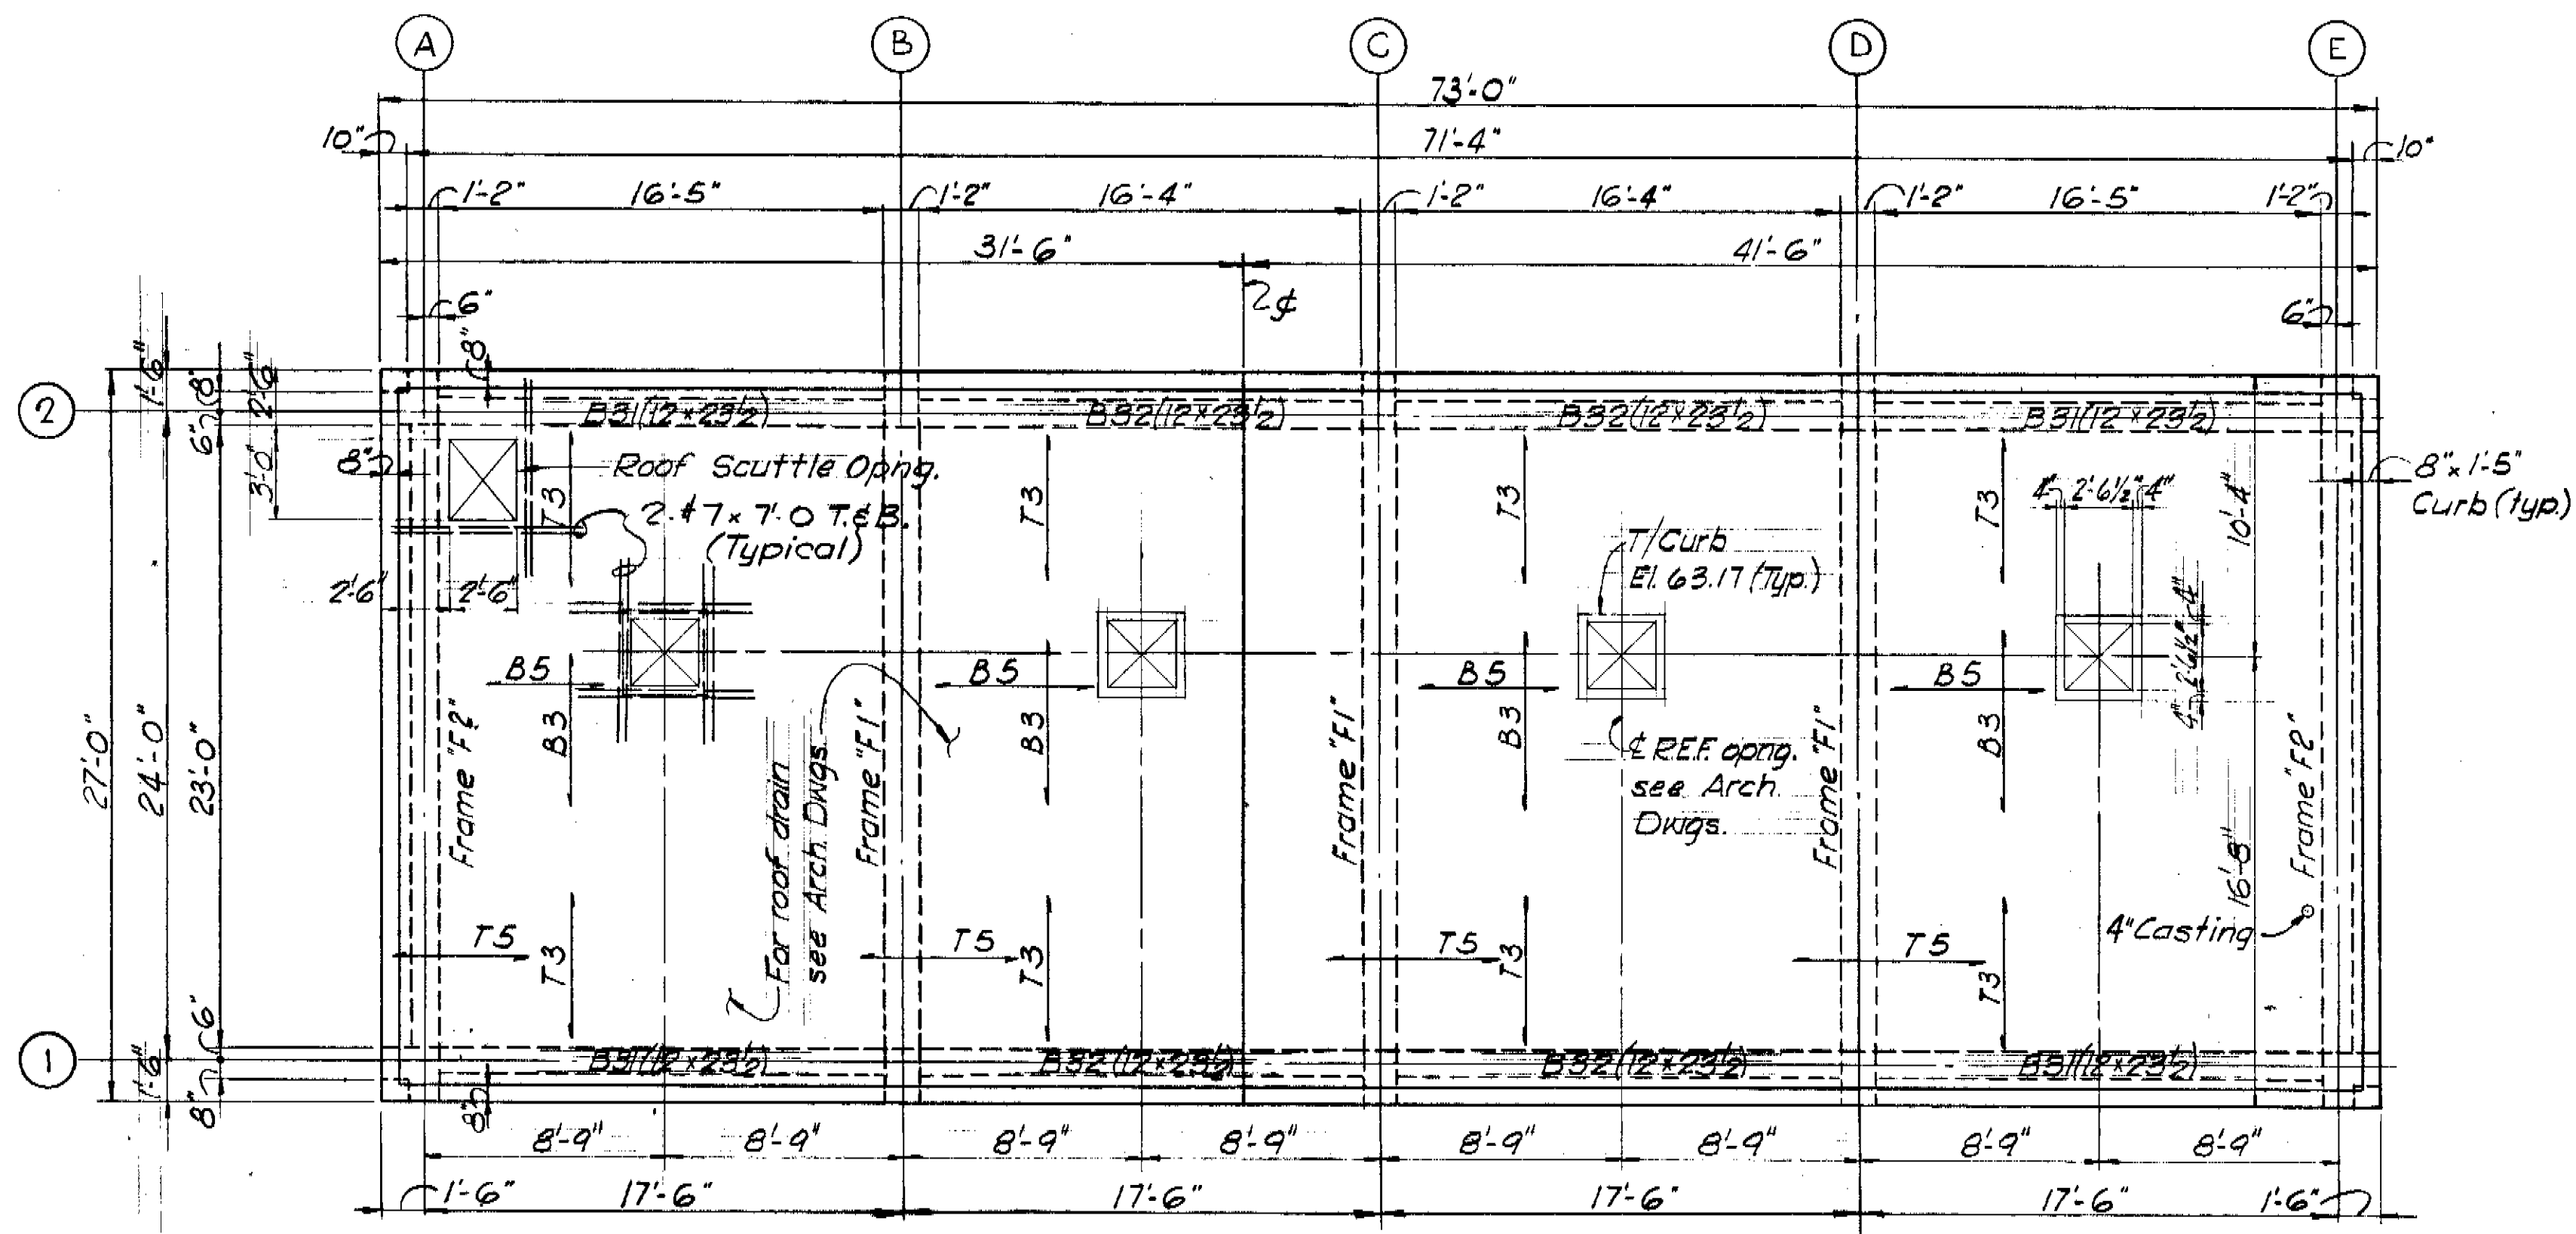 A B C D E
73'-0"
10" 71'-4" 10"
1'-2" 16'-5" 1'-2" 16'-4" 1'-2" 16'-4" 1'-2" 16'-5" 1'-2"
31'-6" 41'-6"
6" ℄ 6"
1'-6" 8" 2'-6" 8"
2 B31(12×23½) B32(12×23½) B32(12×23½) B31(12×23½)
6" 3'-0" 8"
Roof Scuttle Opng.
2-#7×7'-0 T.&B.
(Typical)
T3 T3 T3 T3
4" 2'-6½" 4"
10'-4"
8"×1'-5"
Curb (typ.)
T/Curb
El. 63.17 (Typ.)
2'-6" 2'-6"
4" 2'-6½" 4"
B5 B5 B5 B5
B3 B3 B3 B3
27'-0" 24'-0" 23'-0"
Frame "F2" Frame "F1" Frame "F1" Frame "F1" Frame "F2"
For roof drain
see Arch. Dwgs.
℄ R.E.F. opng.
see Arch.
Dwgs.
16'-8"
4" Casting
T5 T5 T5 T5
T3 T3 T3 T3
6"
1 B31(12×23½) B32(12×23½) B32(12×23½) B31(12×23½)
1'-6" 8" 8"
8'-9" 8'-9" 8'-9" 8'-9" 8'-9" 8'-9" 8'-9" 8'-9"
1'-6" 17'-6" 17'-6" 17'-6" 17'-6" 1'-6"